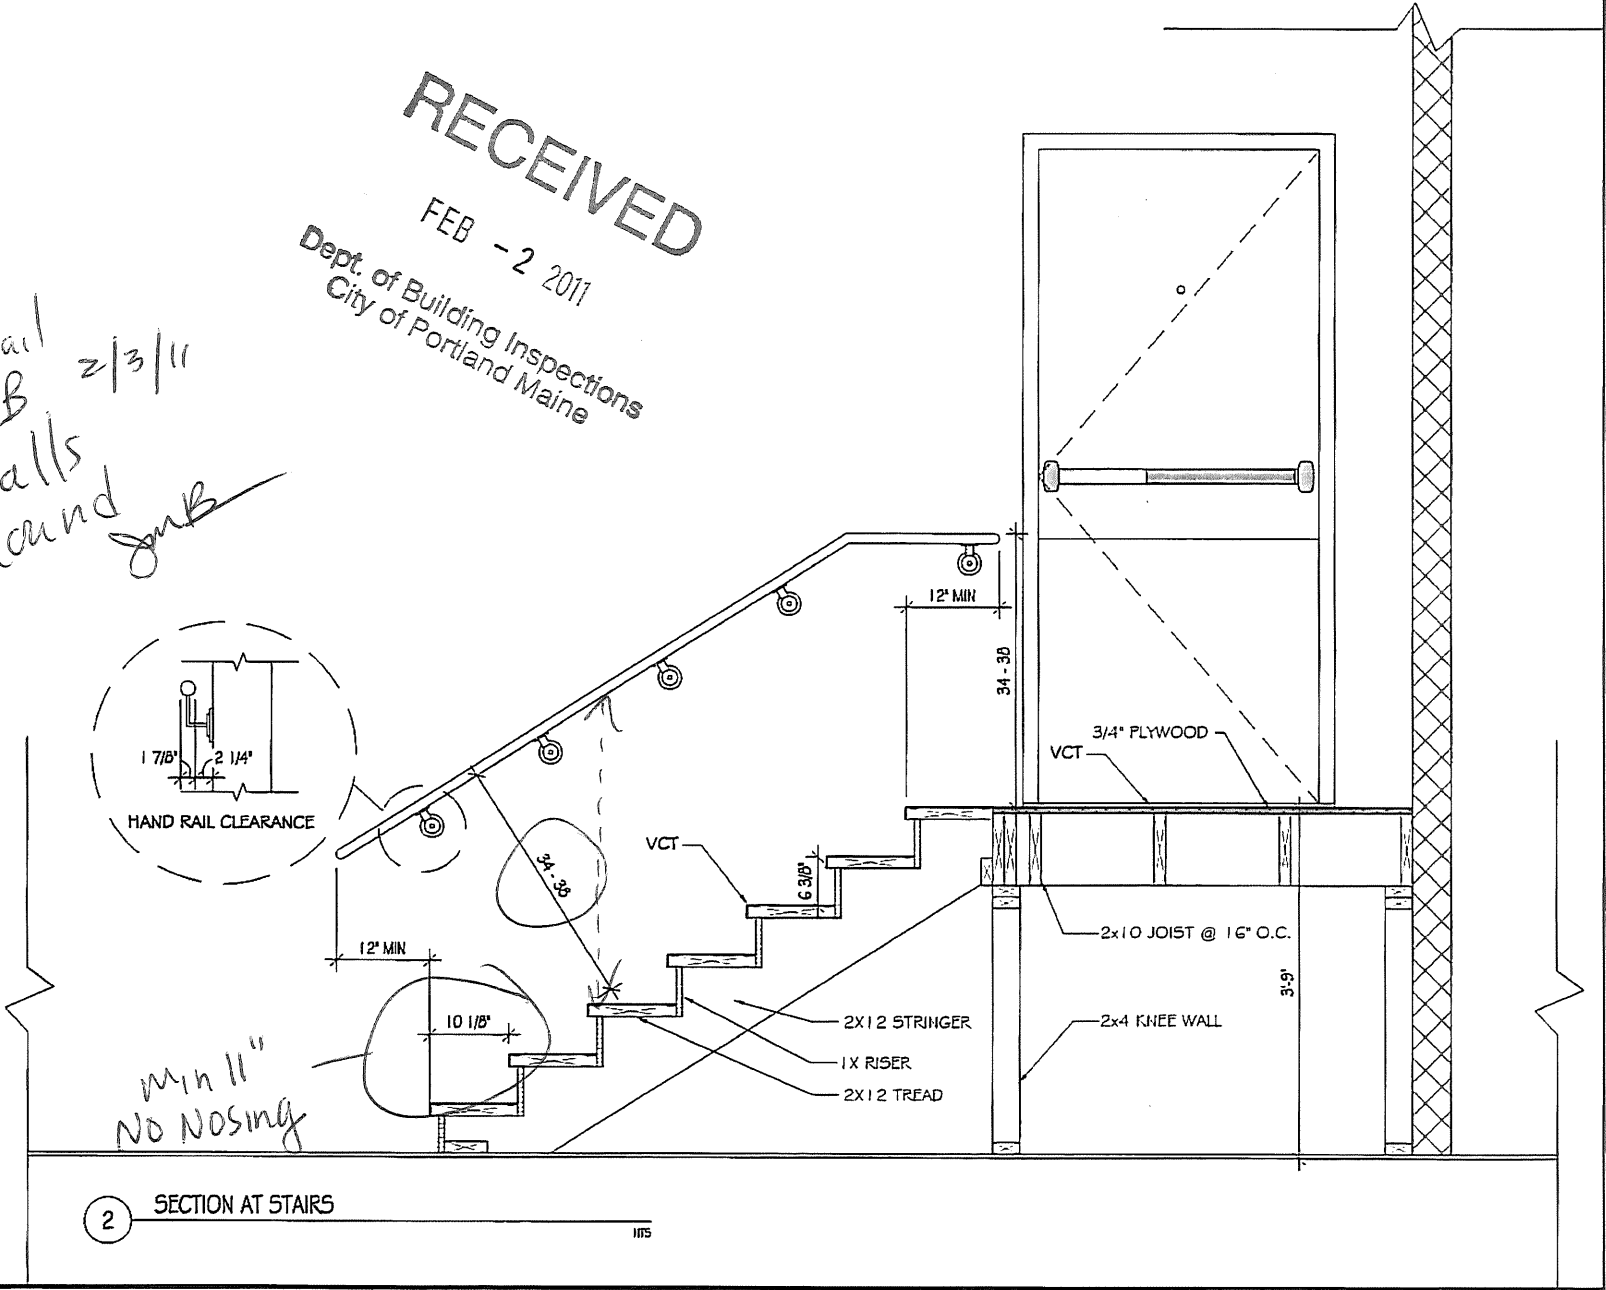 RECEIVED
FEB - 2 2011
Dept. of Building Inspections
City of Portland Maine
2/3/11
12" MIN
34 - 38
3/4" PLYWOOD
VCT
1 7/8"
2 1/4"
HAND RAIL CLEARANCE
VCT
34 - 38
6 3/8"
12" MIN
2x10 JOIST @ 16" O.C.
3'-9"
10 1/8"
2X12 STRINGER
2x4 KNEE WALL
1X RISER
2X12 TREAD
Min 11"
No Nosing
2
SECTION AT STAIRS
NTS